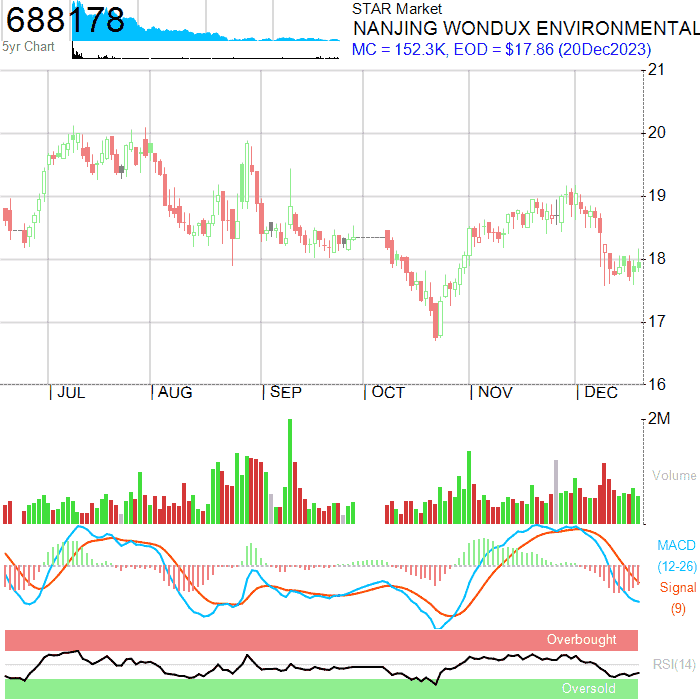 688178
5yr Chart
STAR Market
NANJING WONDUX ENVIRONMENTAL
MC = 152.3K, EOD = $17.86 (20Dec2023)
21
20
19
18
17
16
JUL
AUG
SEP
OCT
NOV
DEC
2M
Volume
MACD
(12-26)
Signal
(9)
Overbought
RSI(14)
Oversold